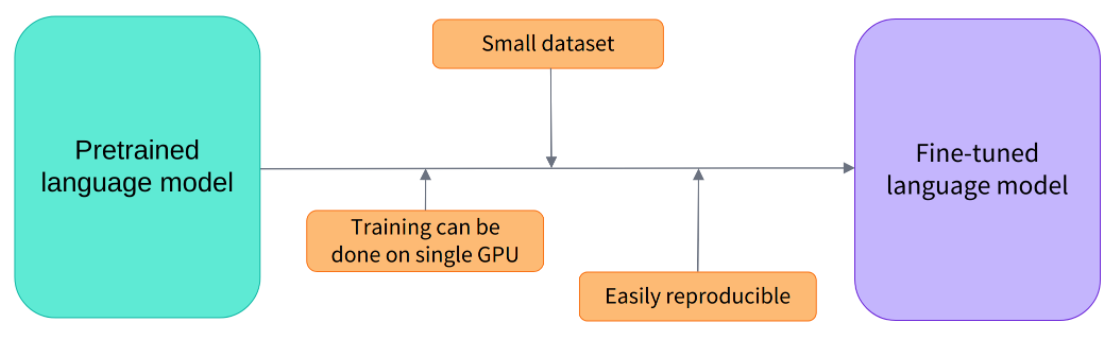 Small dataset
Pretrained
language model
Fine-tuned
language model
Training can be
done on single GPU
Easily reproducible